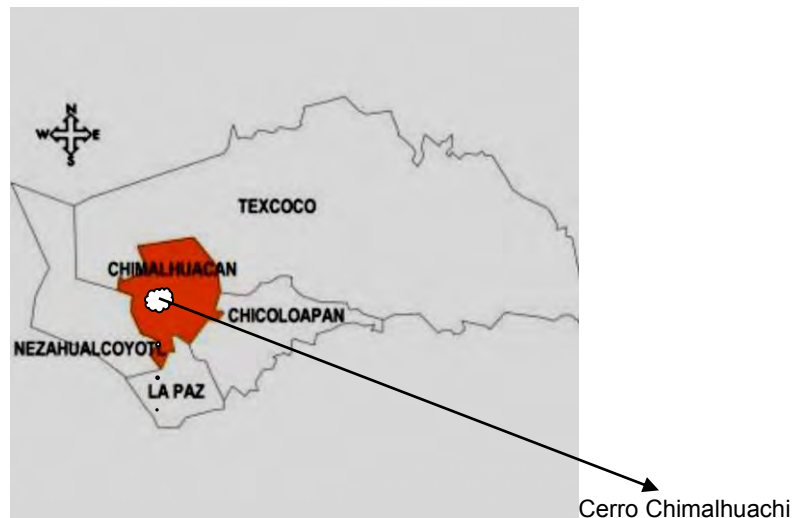 N
W E
S
TEXCOCO
CHIMALHUACAN
CHICOLOAPAN
NEZAHUALCOYOTL
LA PAZ
Cerro Chimalhuachi